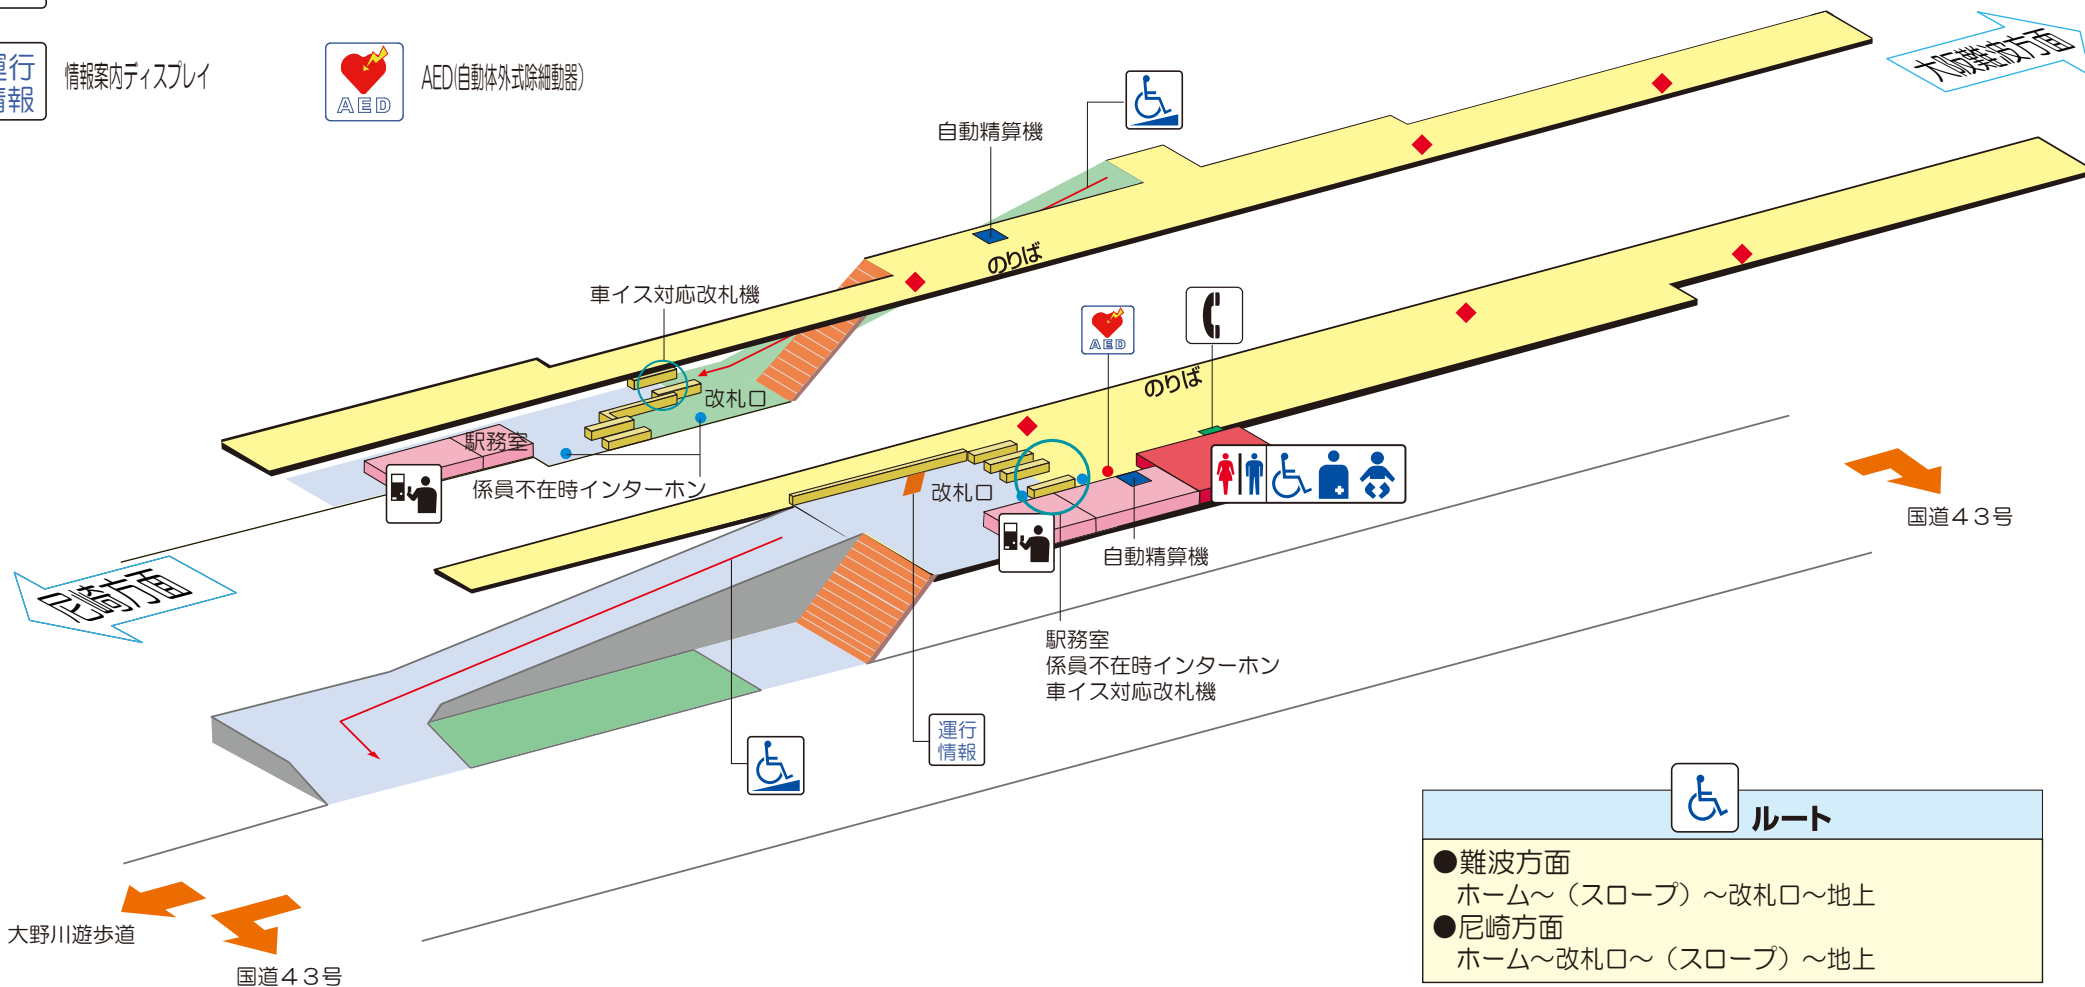 運行
情報
情報案内ディスプレイ
AED
AED(自動体外式除細動器)
大阪難波方面
自動精算機
のりば
車イス対応改札機
AED
のりば
改札口
駅務室
係員不在時インターホン
改札口
国道43号
自動精算機
尼崎方面
駅務室
係員不在時インターホン
車イス対応改札機
運行
情報
ルート
●難波方面
ホーム～（スロープ）～改札口～地上
●尼崎方面
ホーム～改札口～（スロープ）～地上
大野川遊歩道
国道43号